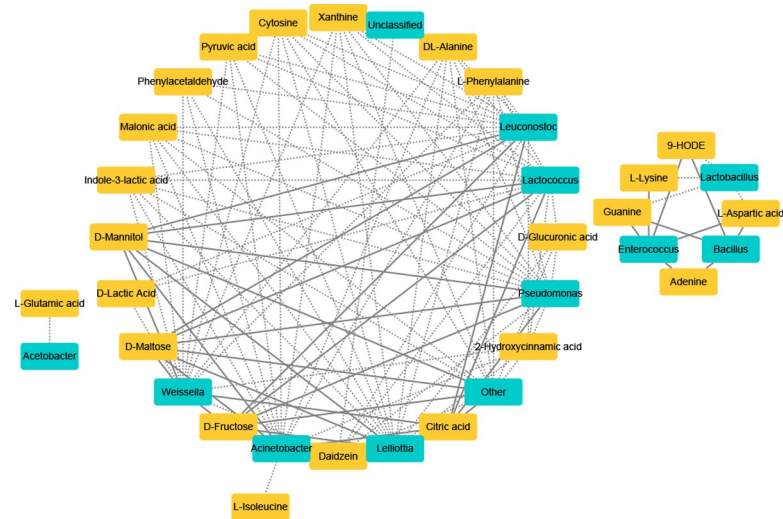 Xanthine
Cytosine
Unclassified
Pyruvic acid
DL-Alanine
Phenylacetaldehyde
L-Phenylalanine
Malonic acid
Leuconostoc
9-HODE
Indole-3-lactic acid
Lactococcus
L-Lysine
Lactobacillus
Guanine
L-Aspartic acid
D-Mannitol
D-Glucuronic acid
Enterococcus
Bacillus
D-Lactic Acid
Pseudomonas
Adenine
L-Glutamic acid
D-Maltose
2-Hydroxycinnamic acid
Acetobacter
Weissella
Other
D-Fructose
Citric acid
Acinetobacter
Daidzein
Lelliottia
L-Isoleucine